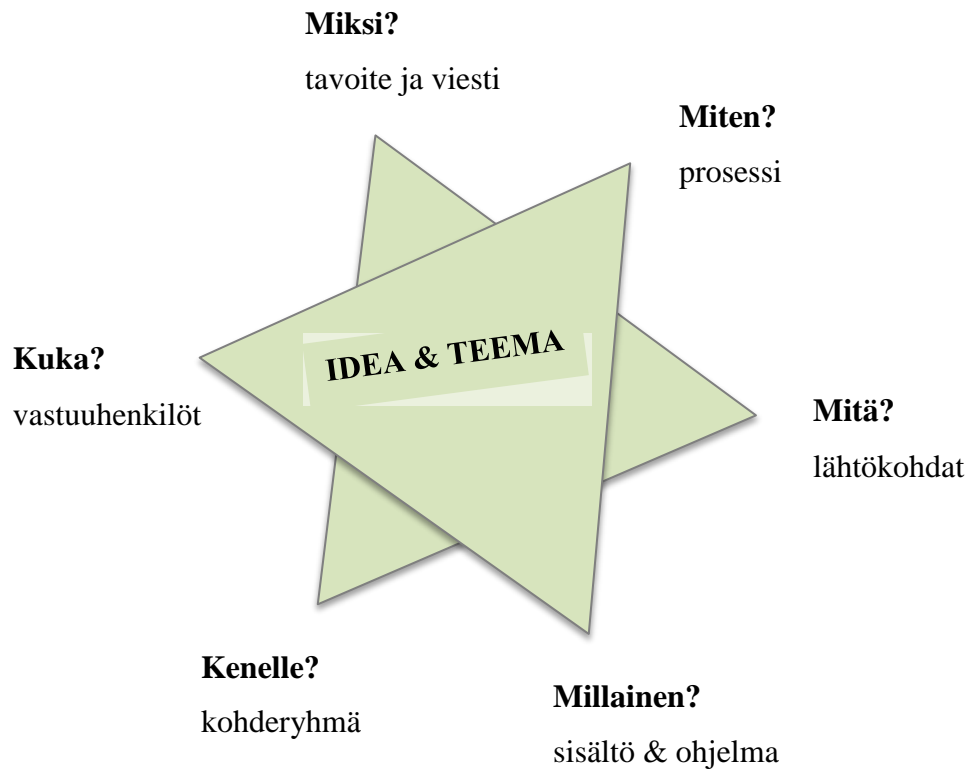 Miksi?
tavoite ja viesti
Miten?
prosessi
IDEA & TEEMA
Kuka?
vastuuhenkilöt
Mitä?
lähtökohdat
Kenelle?
kohderyhmä
Millainen?
sisältö & ohjelma